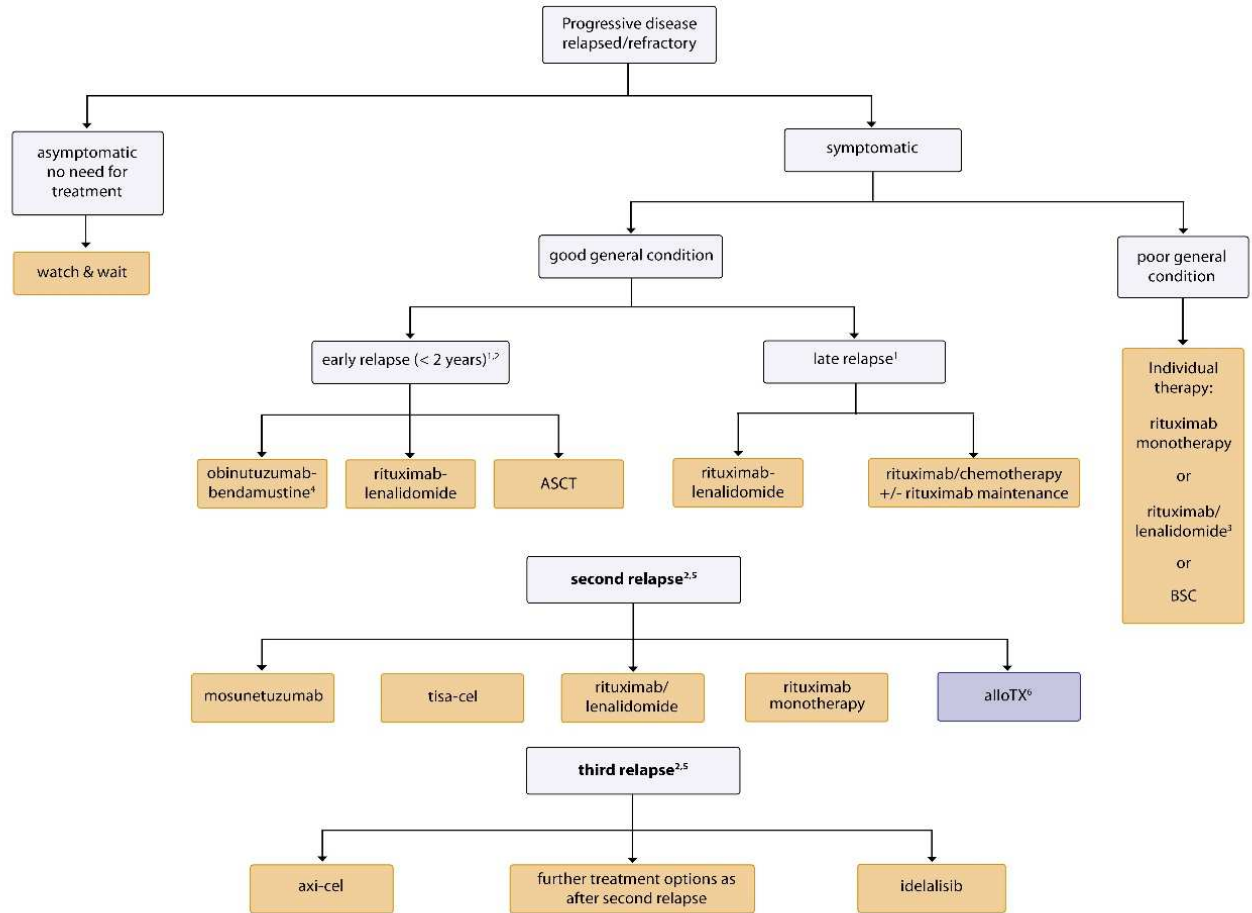 Progressive disease
relapsed/refractory
asymptomatic
no need for
treatment
symptomatic
watch & wait
good general condition
poor general
condition
early relapse (< 2 years)¹,²
late relapse¹
Individual
therapy:
rituximab
monotherapy
or
rituximab/
lenalidomide³
or
BSC
obinutuzumab-
bendamustine⁴
rituximab-
lenalidomide
ASCT
rituximab-
lenalidomide
rituximab/chemotherapy
+/- rituximab maintenance
second relapse²,⁵
mosunetuzumab
tisa-cel
rituximab/
lenalidomide
rituximab
monotherapy
alloTX⁶
third relapse²,⁵
axi-cel
further treatment options as
after second relapse
idelalisib